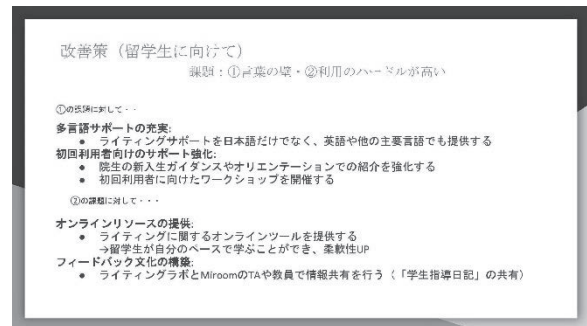 改善策（留学生に向けて）
課題：①言葉の壁・②利用のハードルが高い
①の課題に対して・・
多言語サポートの充実:
● ライティングサポートを日本語だけでなく、英語や他の主要言語でも提供する
初回利用者向けのサポート強化:
● 院生の新入生ガイダンスやオリエンテーションでの紹介を強化する
● 初回利用者に向けたワークショップを開催する
②の課題に対して・・・
オンラインリソースの提供:
● ライティングに関するオンラインツールを提供する
→留学生が自分のペースで学ぶことができ、柔軟性UP
フィードバック文化の構築:
● ライティングラボとMiroomのTAや教員で情報共有を行う（「学生指導日記」の共有）